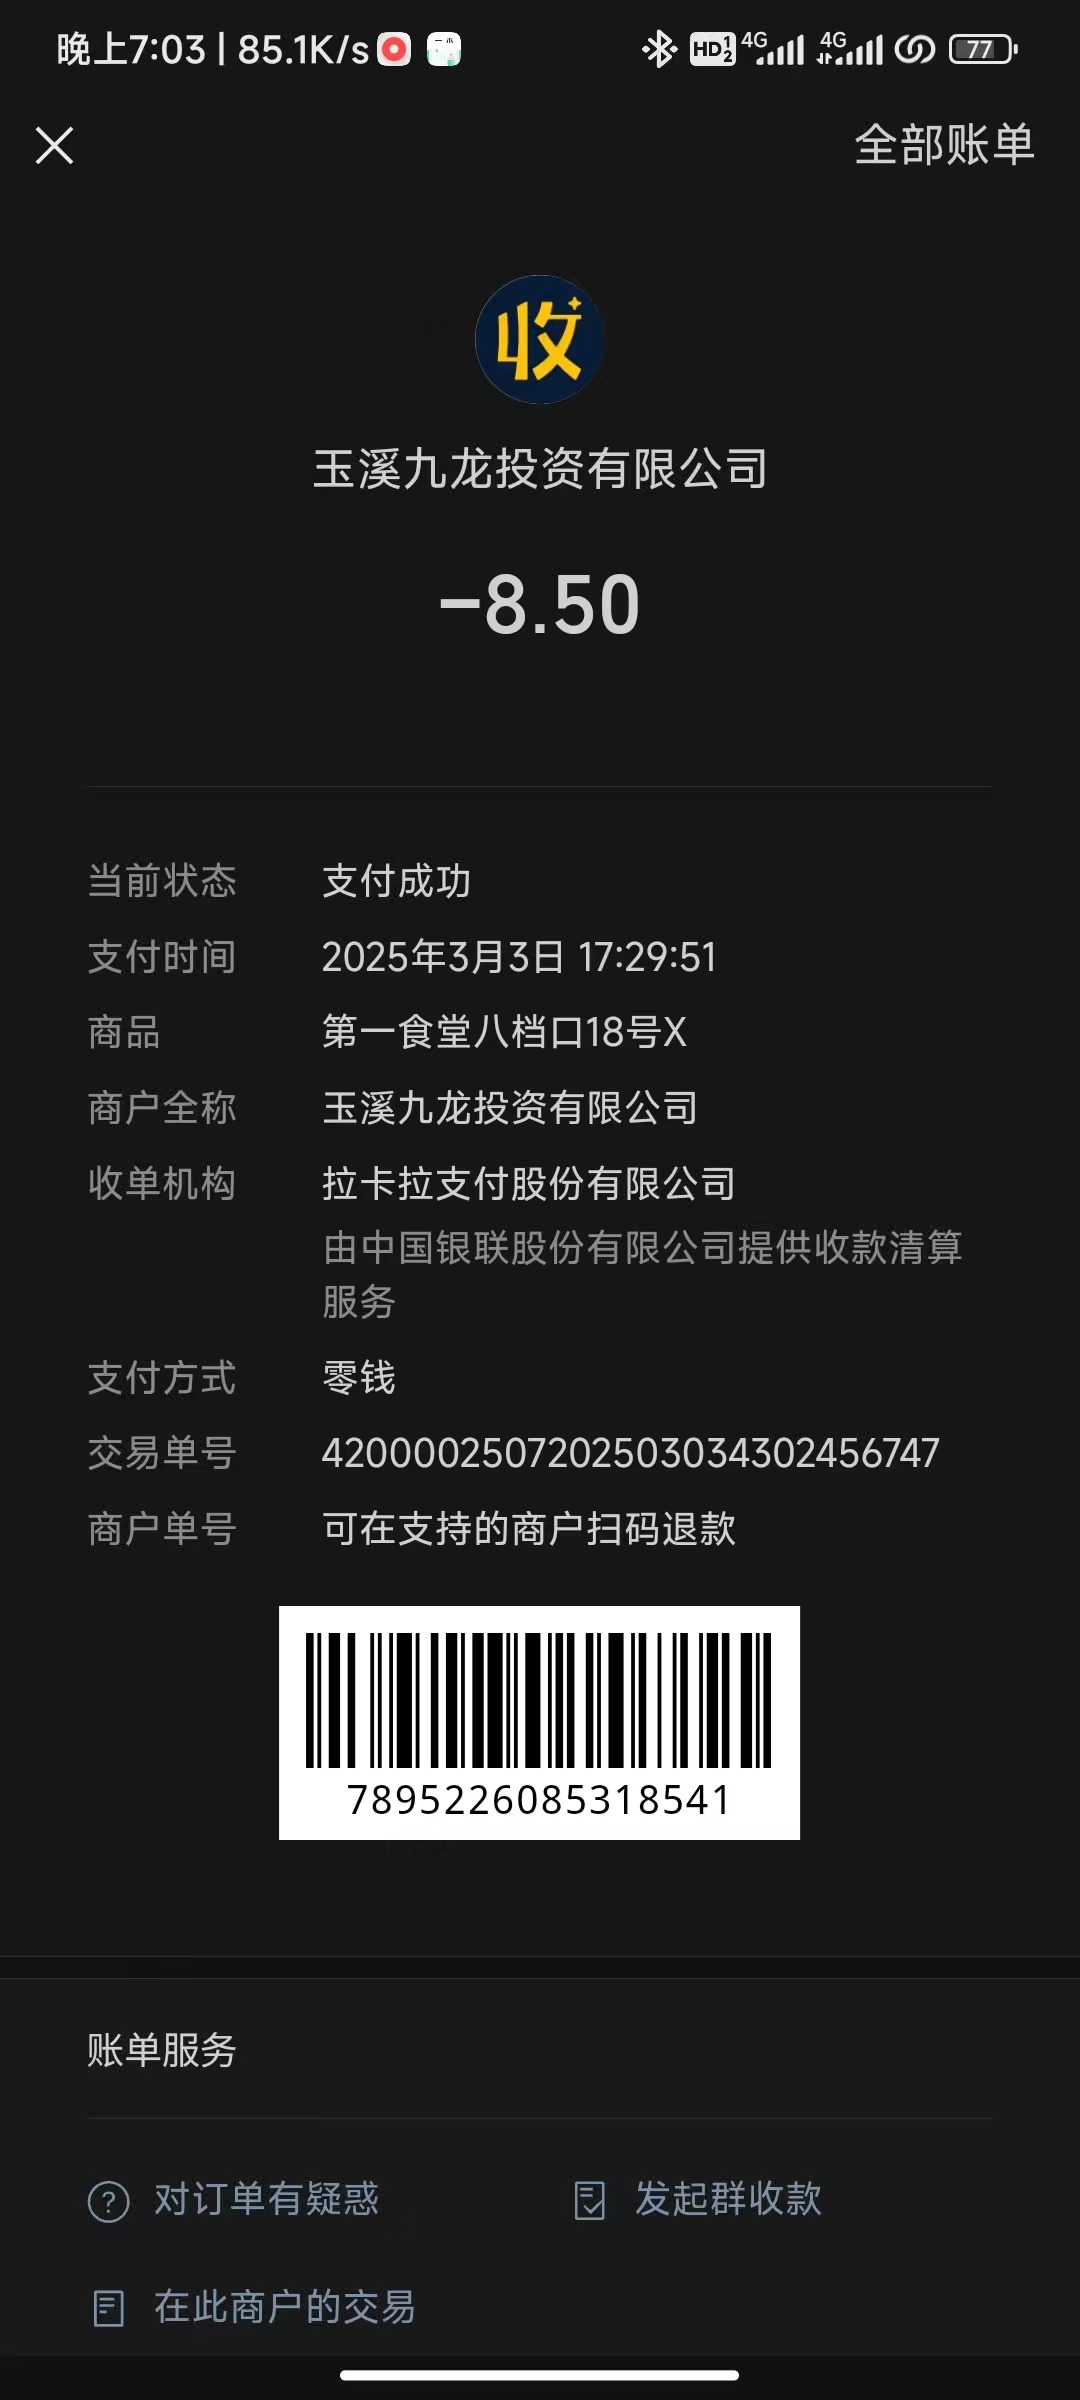 晚上7:03 | 85.1K/s HD 1 2 4G 4G 77
全部账单
收
玉溪九龙投资有限公司
-8.50
当前状态 支付成功
支付时间 2025年3月3日 17:29:51
商品 第一食堂八档口18号X
商户全称 玉溪九龙投资有限公司
收单机构 拉卡拉支付股份有限公司
由中国银联股份有限公司提供收款清算
服务
支付方式 零钱
交易单号 4200002507202503034302456747
商户单号 可在支持的商户扫码退款
7895226085318541
账单服务
对订单有疑惑 发起群收款
在此商户的交易